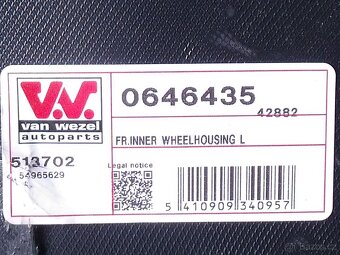 V.V.
van wezel
autoparts
0646435
42882
FR.INNER WHEELHOUSING L
513702
54965629
Legal notice
5 410909 340957